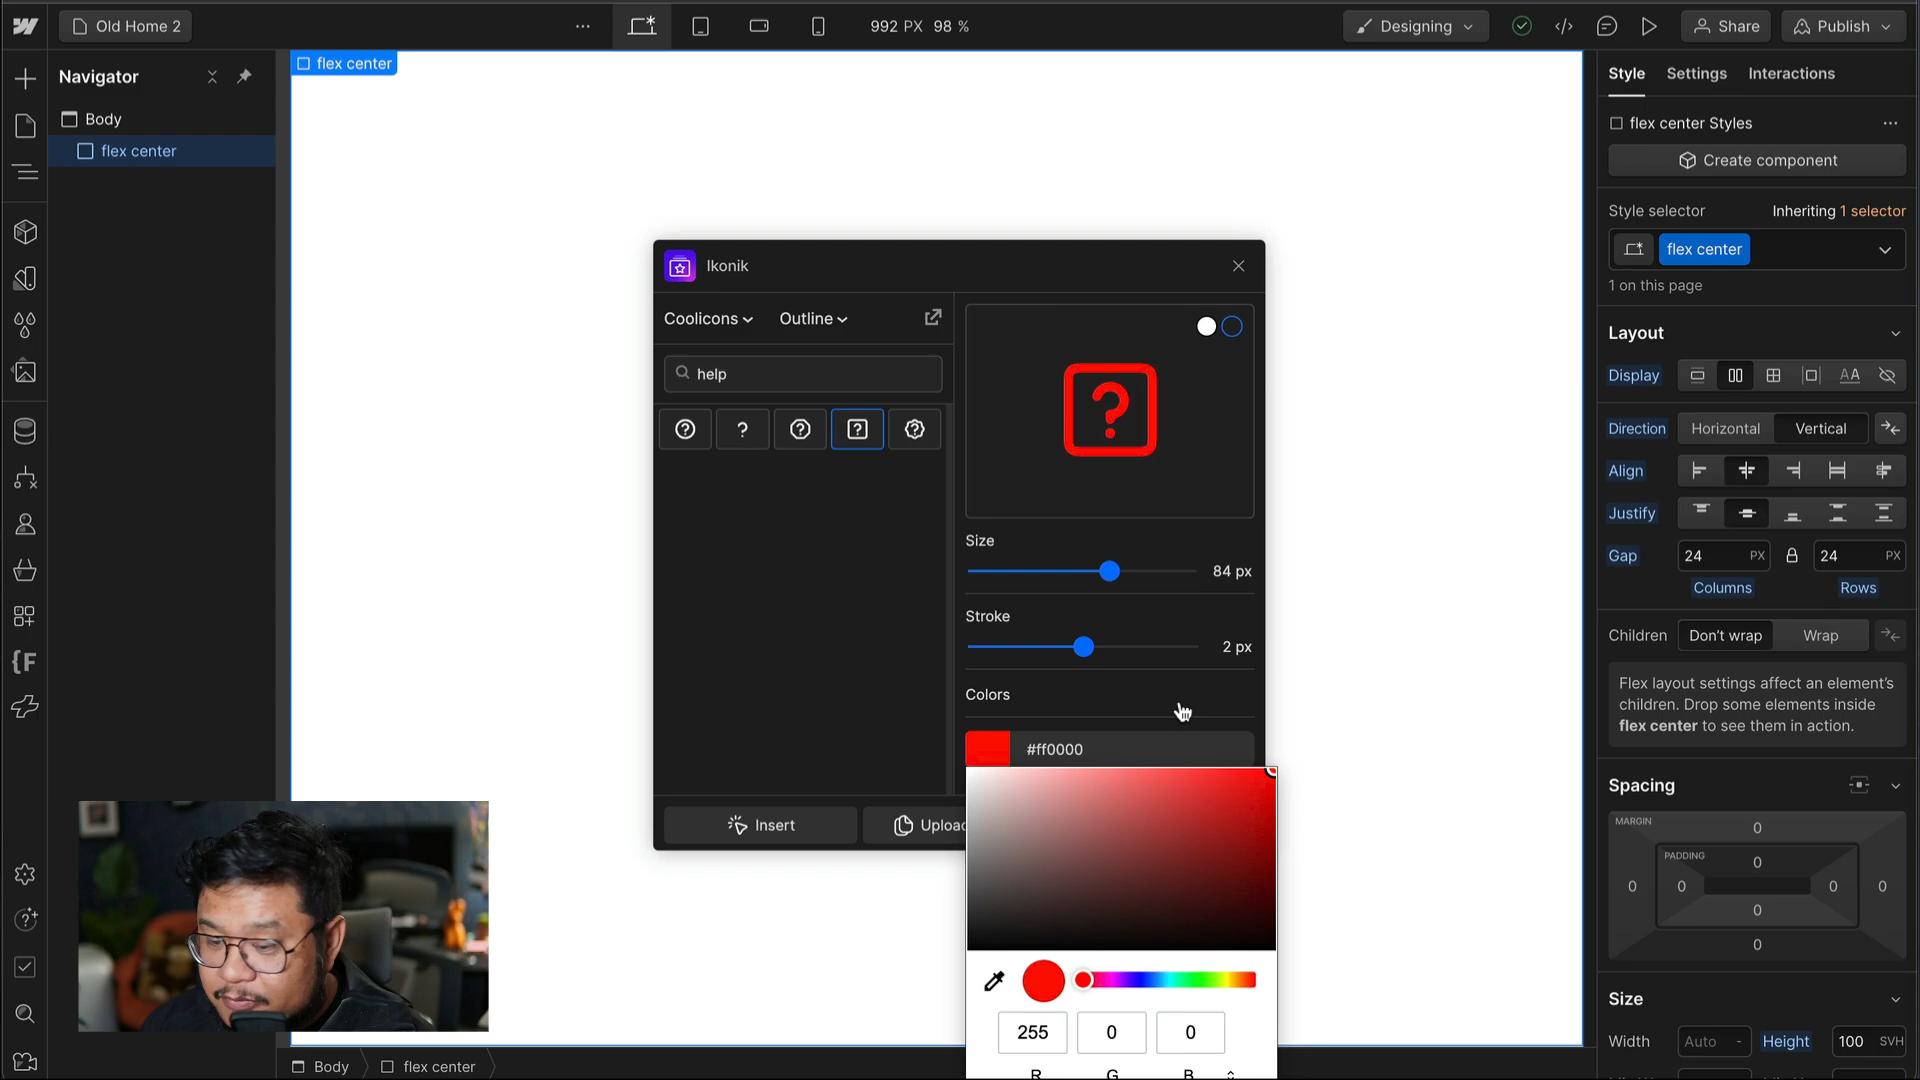 Old Home 2
992 PX 98 %
Designing
Share
Publish
Navigator
Body
flex center
flex center
Ikonik
Coolicons
Outline
help
Size
84 px
Stroke
2 px
Colors
#ff0000
Insert
Uploa
255
0
0
R
G
B
Style
Settings
Interactions
flex center Styles
Create component
Style selector
Inheriting 1 selector
flex center
1 on this page
Layout
Display
AA
Direction
Horizontal
Vertical
Align
Justify
Gap
24 PX
24 PX
Columns
Rows
Children
Don't wrap
Wrap
Flex layout settings affect an element's
children. Drop some elements inside
flex center to see them in action.
Spacing
MARGIN
0
PADDING
0
0
0
0
0
0
0
Size
Width
Auto -
Height
100 SVH
Body
flex center